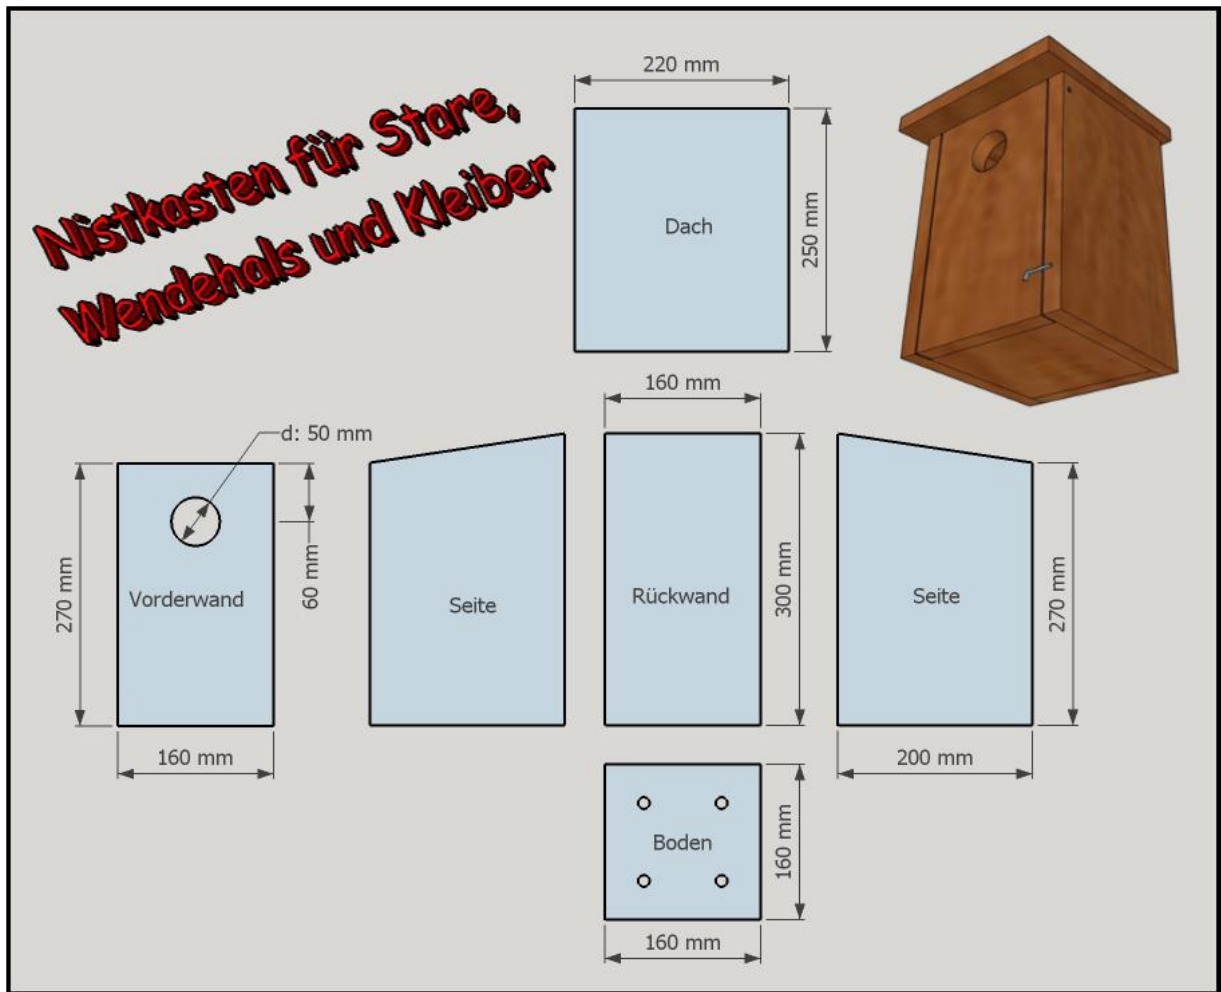 Nistkasten für Stare,
Wendehals und Kleiber
220 mm
Dach
250 mm
160 mm
d: 50 mm
270 mm
Vorderwand
60 mm
160 mm
Seite
Rückwand
300 mm
Seite
270 mm
200 mm
Boden
160 mm
160 mm